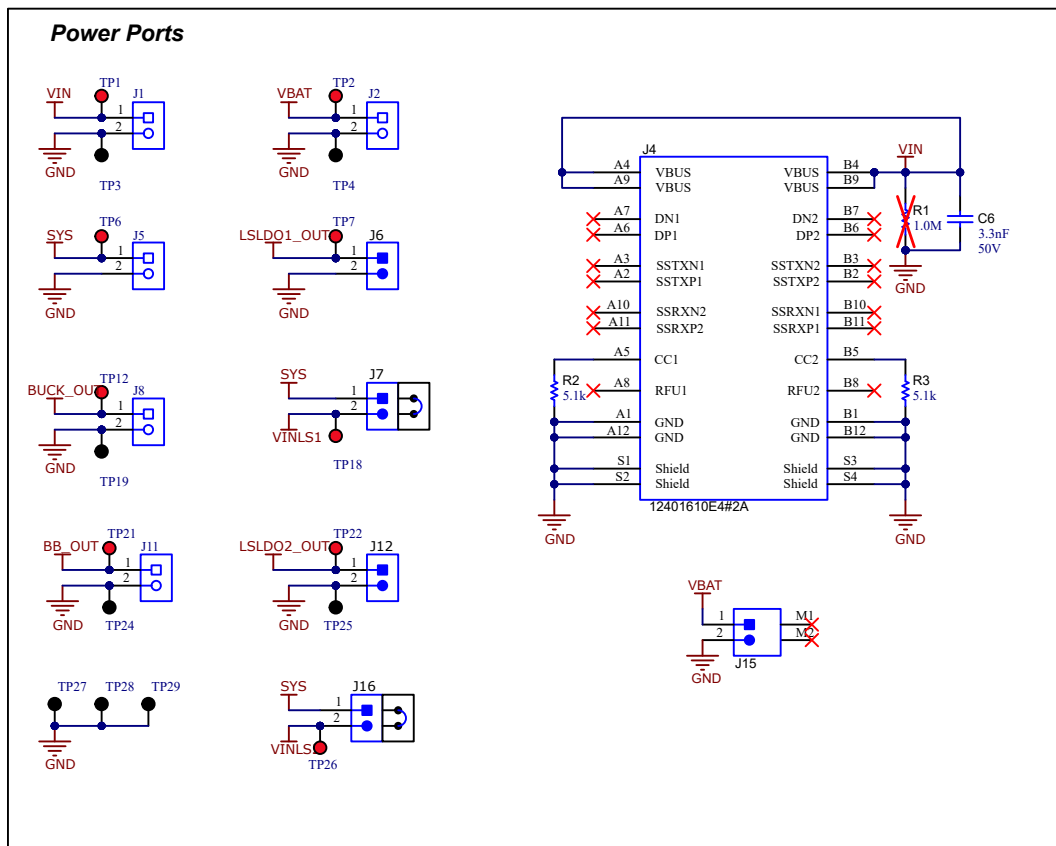 Power Ports
TP1
VIN
J1
1
2
GND
TP3
TP2
VBAT
J2
1
2
GND
TP4
TP6
SYS
J5
1
2
GND
TP7
LSLDO1_OUT
J6
1
2
GND
TP12
BUCK_OUT
J8
1
2
GND
TP19
SYS
J7
1
2
VINLS1
TP18
TP21
BB_OUT
J11
1
2
GND
TP24
TP22
LSLDO2_OUT
J12
1
2
GND
TP25
TP27 TP28 TP29
GND
SYS
J16
1
2
TP26
J4
VIN
A4 VBUS VBUS B4
A9 VBUS VBUS B9
A7 DN1 DN2 B7
A6 DP1 DP2 B6
A3 SSTXN1 SSTXN2 B3
A2 SSTXP1 SSTXP2 B2
A10 SSRXN2 SSRXN1 B10
A11 SSRXP2 SSRXP1 B11
A5 CC1 CC2 B5
A8 RFU1 RFU2 B8
A1 GND GND B1
A12 GND GND B12
S1 Shield Shield S3
S2 Shield Shield S4
12401610E4#2A
R1
1.0M
C6
3.3nF
50V
GND
R2
5.1k
R3
5.1k
GND
GND
VBAT
1
2
M1
M2
J15
GND